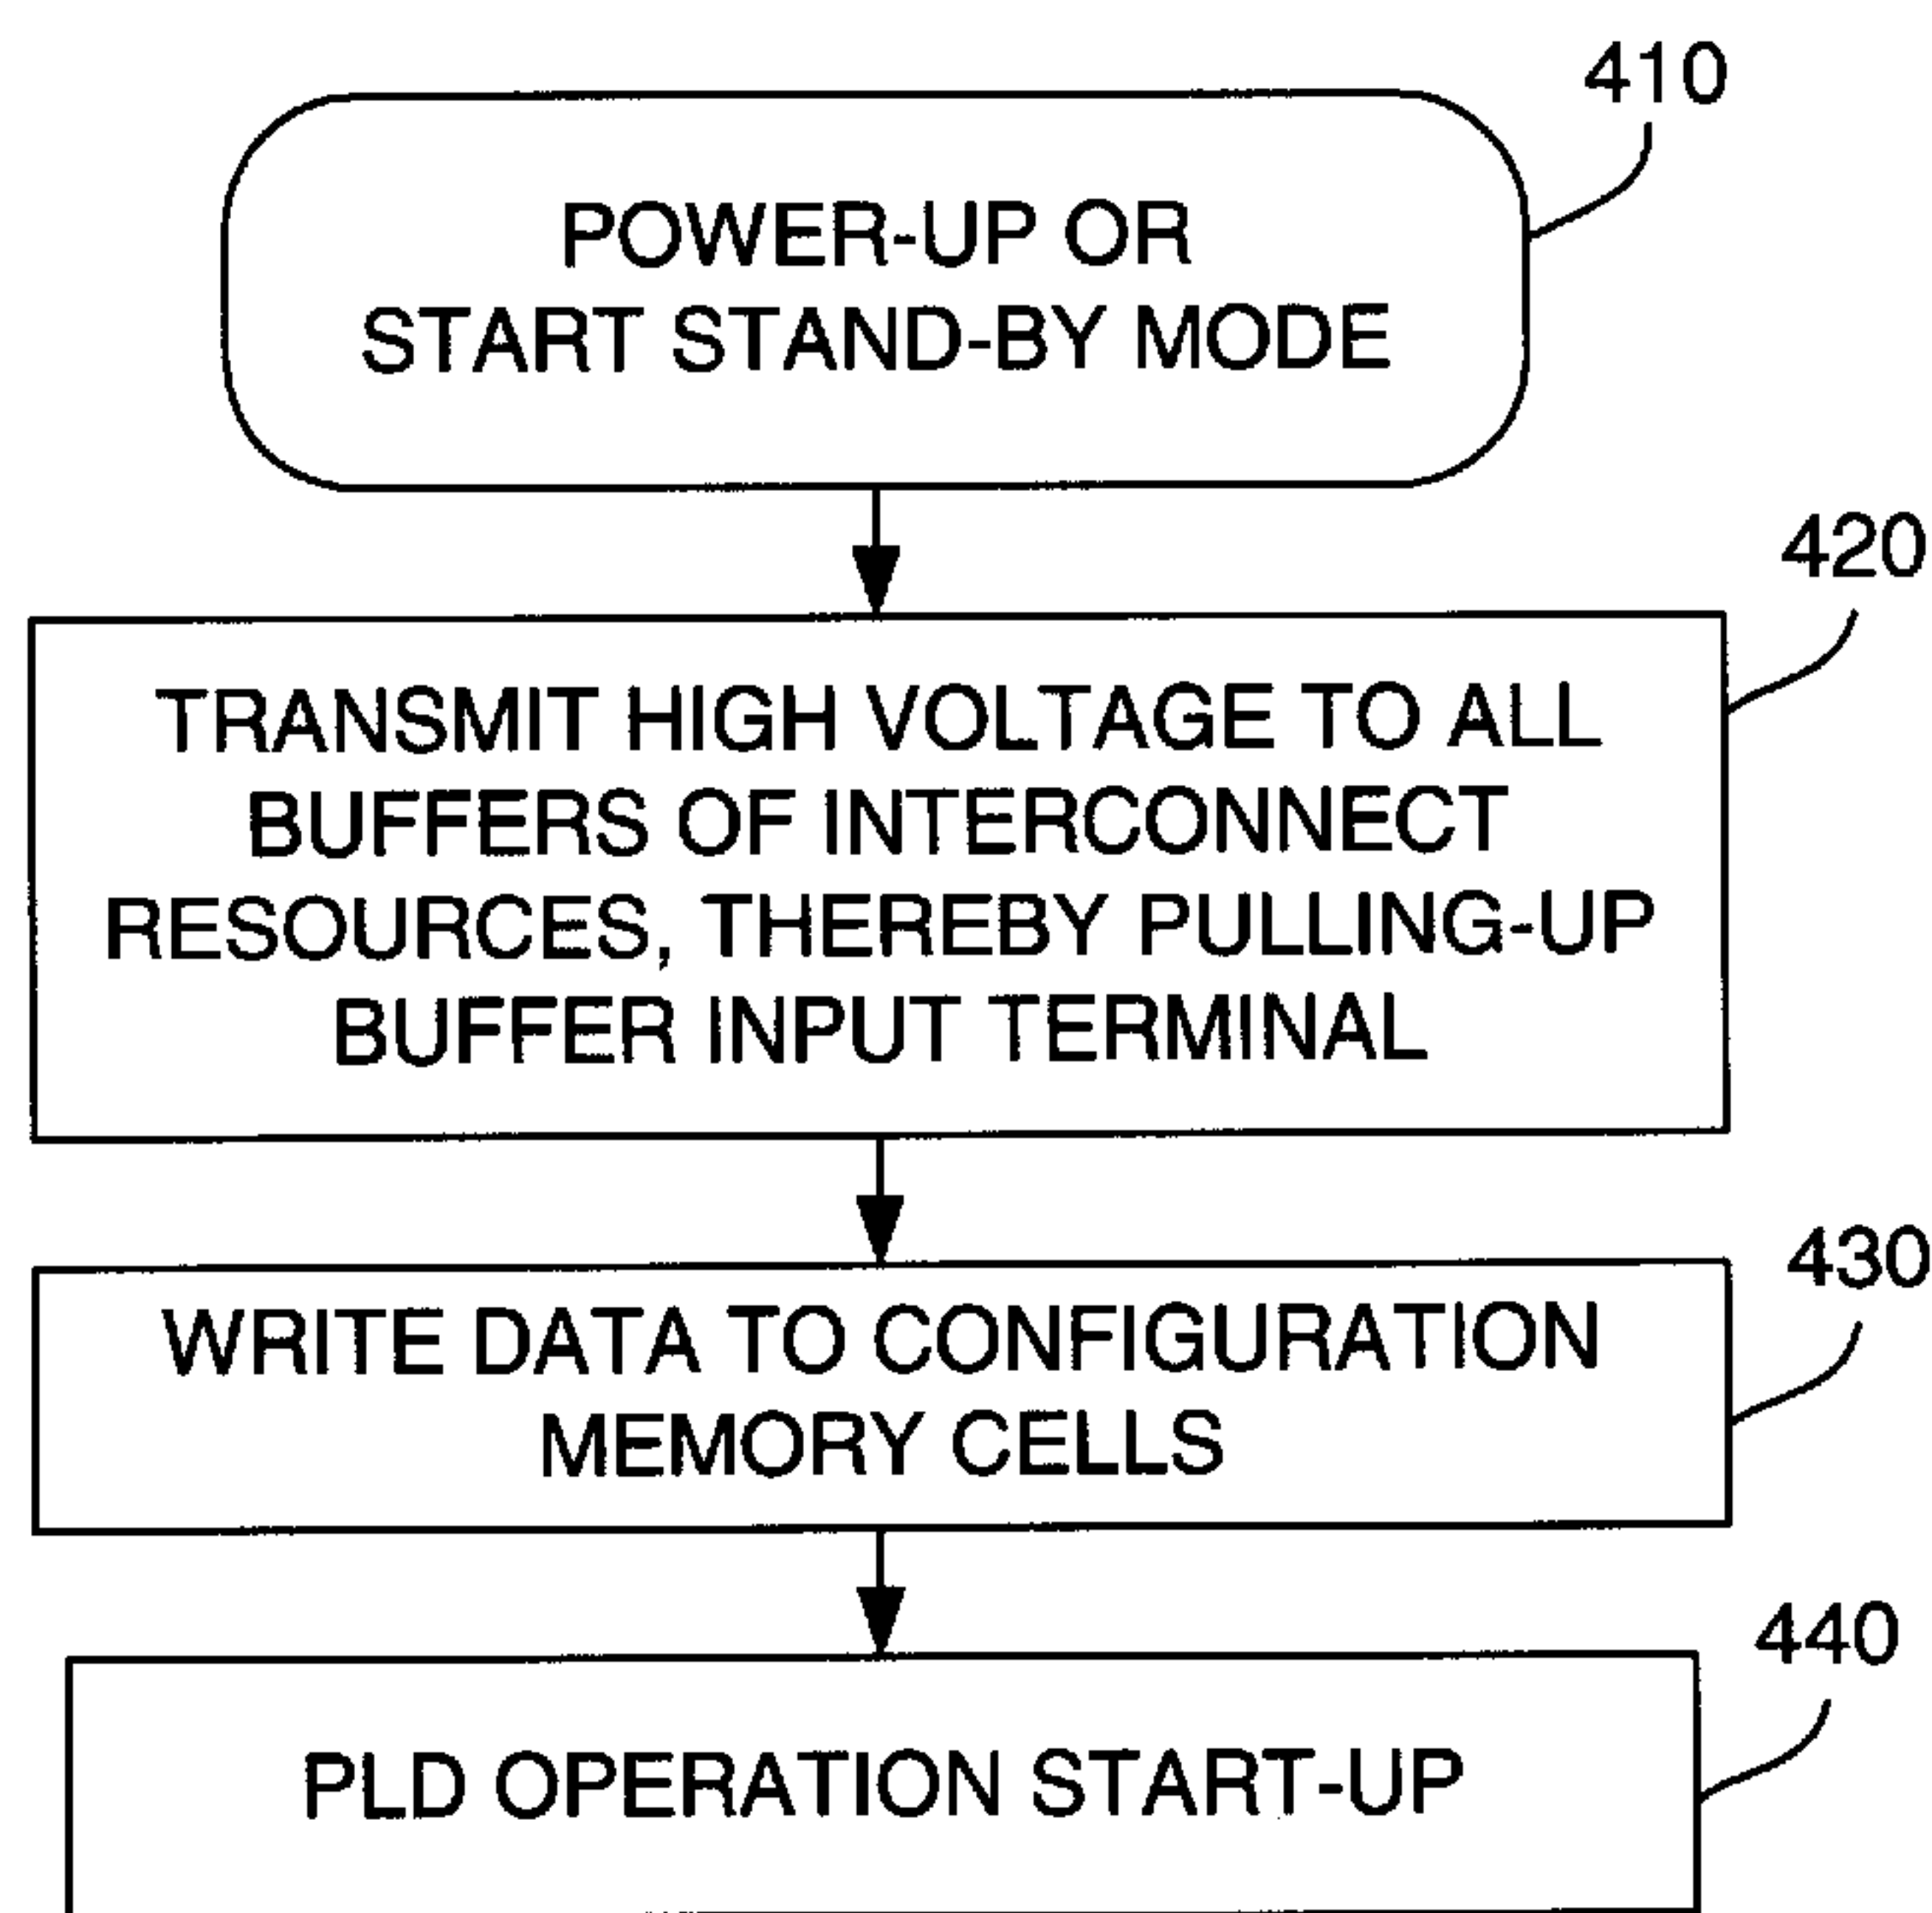 410
POWER-UP OR
START STAND-BY MODE
420
TRANSMIT HIGH VOLTAGE TO ALL
BUFFERS OF INTERCONNECT
RESOURCES, THEREBY PULLING-UP
BUFFER INPUT TERMINAL
430
WRITE DATA TO CONFIGURATION
MEMORY CELLS
440
PLD OPERATION START-UP